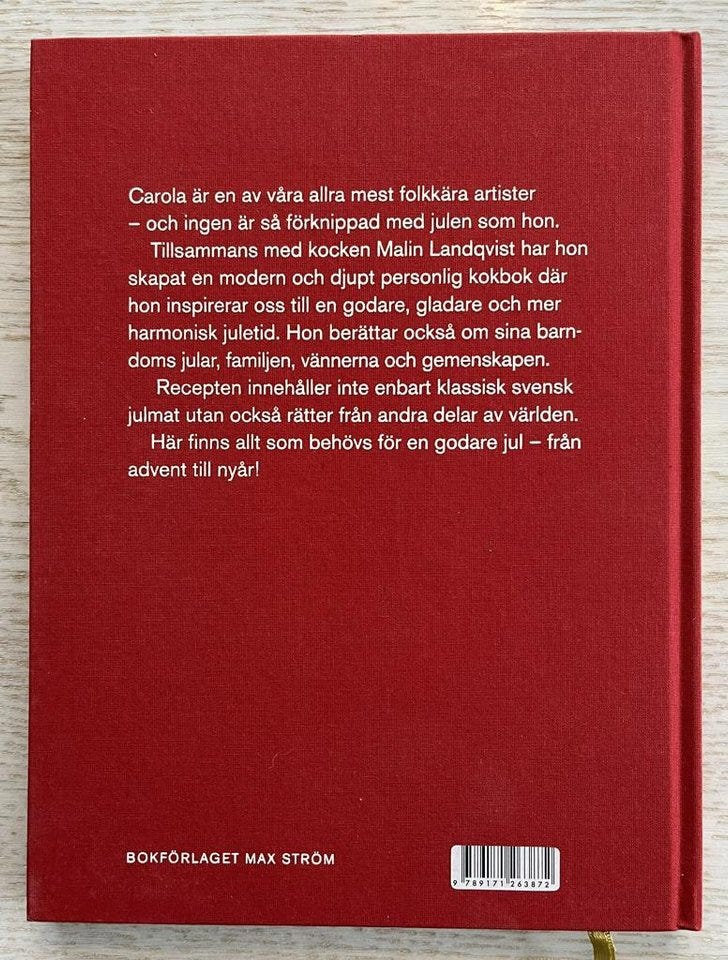 Carola är en av våra allra mest folkkära artister
– och ingen är så förknippad med julen som hon.
Tillsammans med kocken Malin Landqvist har hon
skapat en modern och djupt personlig kokbok där
hon inspirerar oss till en godare, gladare och mer
harmonisk juletid. Hon berättar också om sina barn-
doms jular, familjen, vännerna och gemenskapen.
Recepten innehåller inte enbart klassisk svensk
julmat utan också rätter från andra delar av världen.
Här finns allt som behövs för en godare jul – från
advent till nyår!
BOKFÖRLAGET MAX STRÖM
9 789171 263872